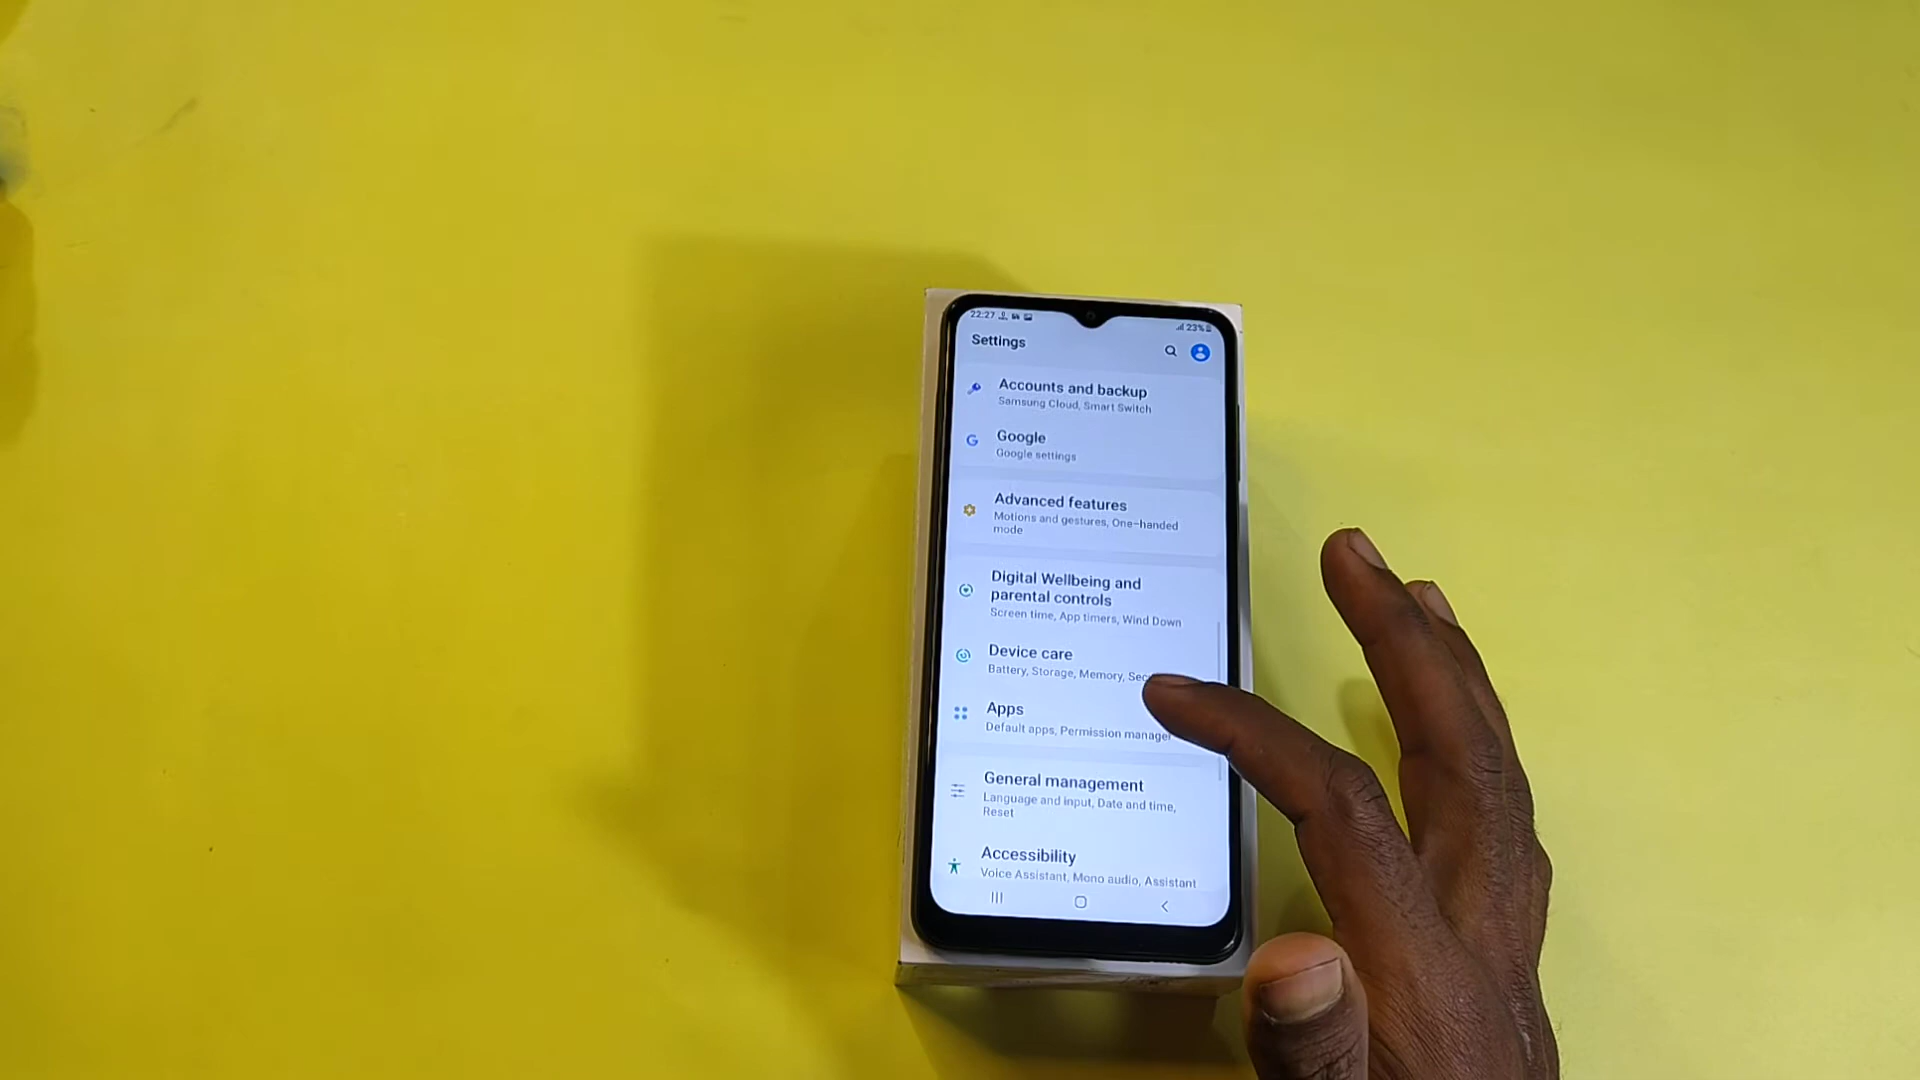 22:27
23%
Settings
Accounts and backup
Samsung Cloud, Smart Switch
G
Google
Google settings
Advanced features
Motions and gestures, One-handed
mode
Digital Wellbeing and
parental controls
Screen time, App timers, Wind Down
Device care
Battery, Storage, Memory, Sec
Apps
Default apps, Permission manager
General management
Language and input, Date and time,
Reset
Accessibility
Voice Assistant, Mono audio, Assistant